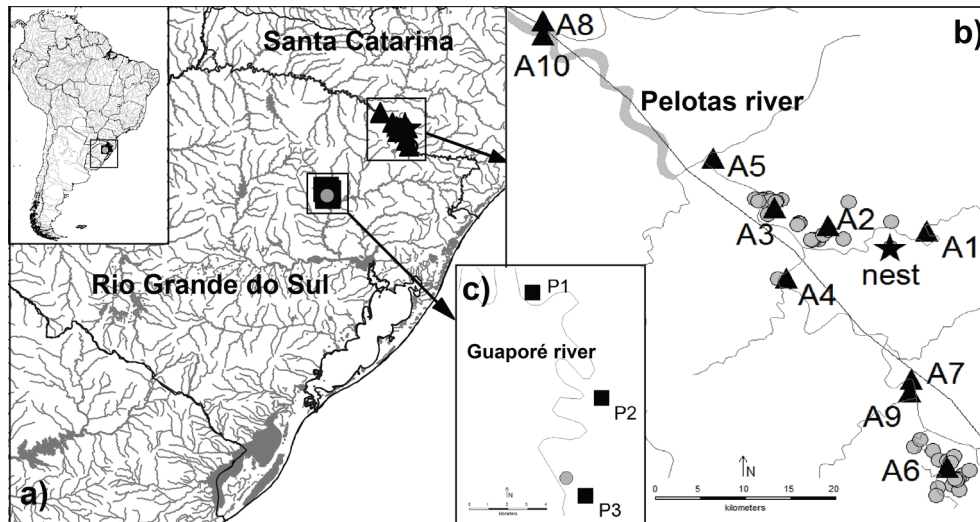 Santa Catarina
Rio Grande do Sul
a)
b)
A8
A10
Pelotas river
A5
A3
A2
A1
nest
A4
A7
A9
A6
N
0 5 10 15 20
kilometers
c)
P1
Guaporé river
P2
P3
N
kilometers